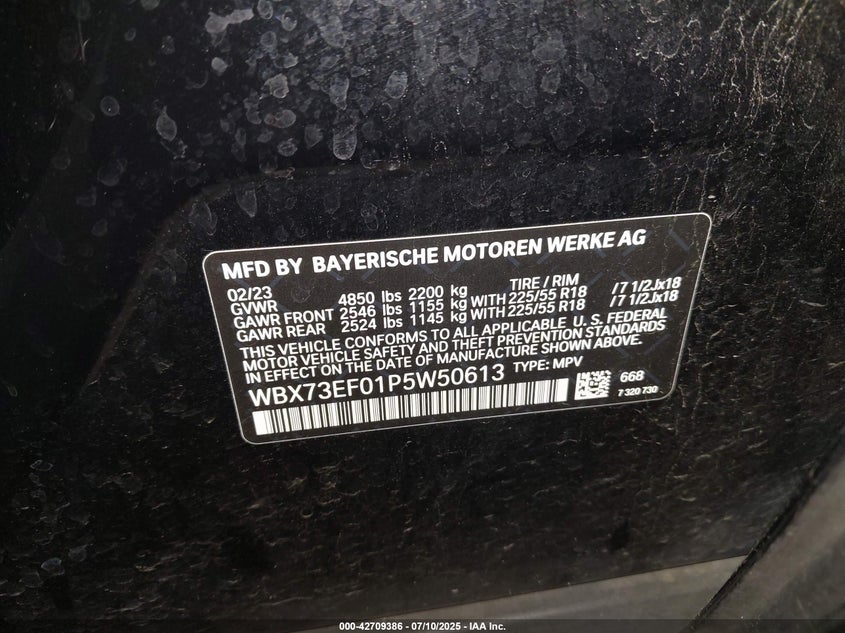 MFD BY BAYERISCHE MOTOREN WERKE AG
02/23 TIRE / RIM
GVWR 4850 lbs 2200 kg
GAWR FRONT 2546 lbs 1155 kg WITH 225/55 R18 /7 1/2Jx18
GAWR REAR 2524 lbs 1145 kg WITH 225/55 R18 /7 1/2Jx18
THIS VEHICLE CONFORMS TO ALL APPLICABLE U. S. FEDERAL
MOTOR VEHICLE SAFETY AND THEFT PREVENTION STANDARDS
IN EFFECT ON THE DATE OF MANUFACTURE SHOWN ABOVE.
WBX73EF01P5W50613 TYPE: MPV
668
7 320 730
000-42709386 - 07/10/2025 - IAA Inc.